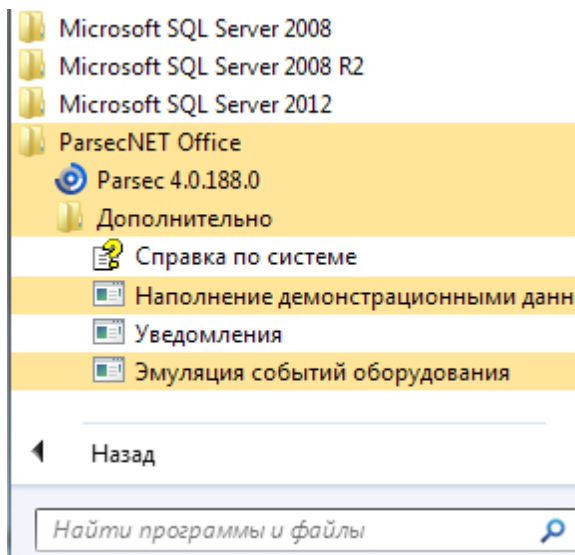 Microsoft SQL Server 2008
Microsoft SQL Server 2008 R2
Microsoft SQL Server 2012
ParsecNET Office
Parsec 4.0.188.0
Дополнительно
Справка по системе
Наполнение демонстрационными данн
Уведомления
Эмуляция событий оборудования
Назад
Найти программы и файлы